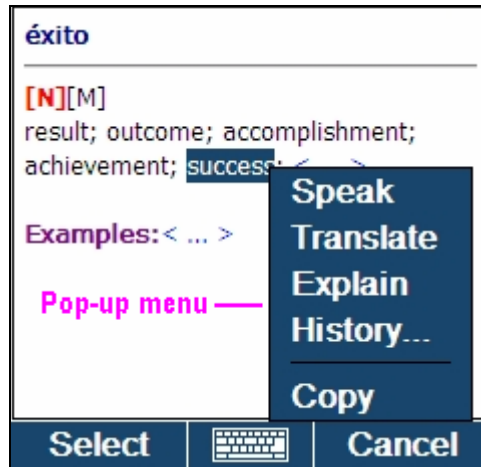 éxito
[N][M]
result; outcome; accomplishment;
achievement; success; < ... >
Examples:< ... >
Speak
Translate
Explain
History...
Copy
Pop-up menu
Select
Cancel